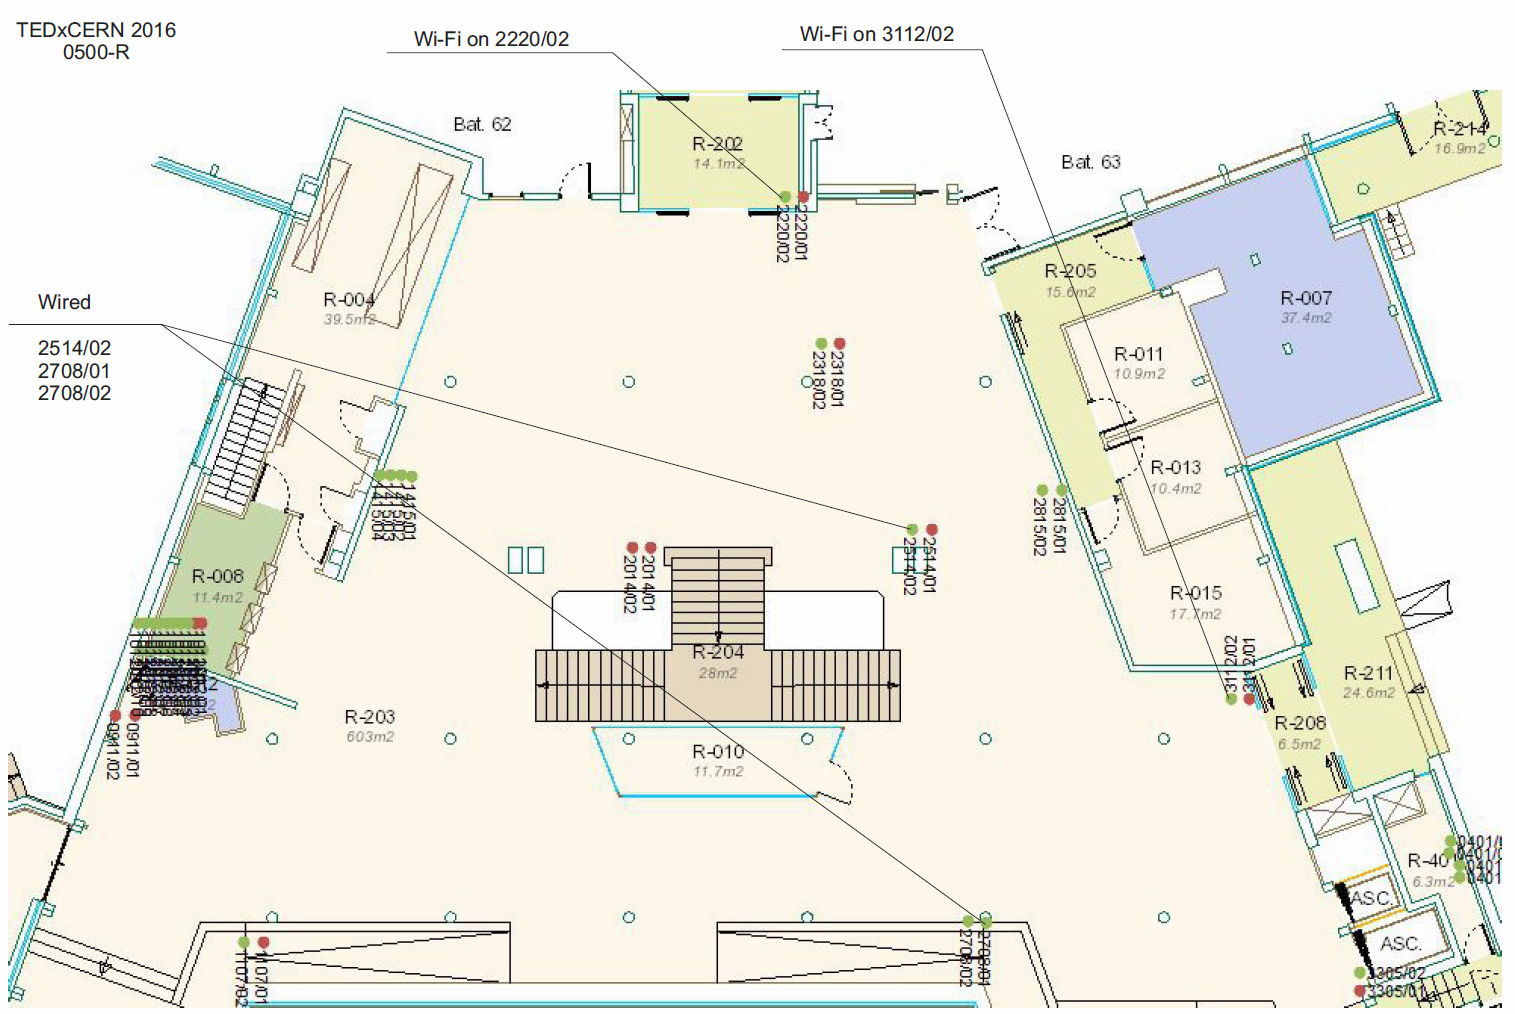 TEDxCERN 2016
0500-R
Wi-Fi on 2220/02
Wi-Fi on 3112/02
Bat. 62
Bat. 63
R-202
14.1m2
R-214
16.9m2
2220/02
2220/01
R-205
15.6m2
R-007
37.4m2
R-004
39.5m2
Wired
2514/02
2708/01
2708/02
R-011
10.9m2
2318/02
2318/01
R-013
10.4m2
1415/04
1415/03
1415/02
1415/01
2815/02
2815/01
2014/02
2014/01
2514/02
2514/01
R-008
11.4m2
R-015
17.7m2
3112/02
3112/01
R-204
28m2
R-211
24.6m2
R-203
603m2
R-208
6.5m2
0911/02
0911/01
R-010
11.7m2
0401/
0401/0
0401
0401
R-40
6.3m2
ASC.
ASC.
1107/02
1107/01
2708/02
2708/01
3305/02
3305/01